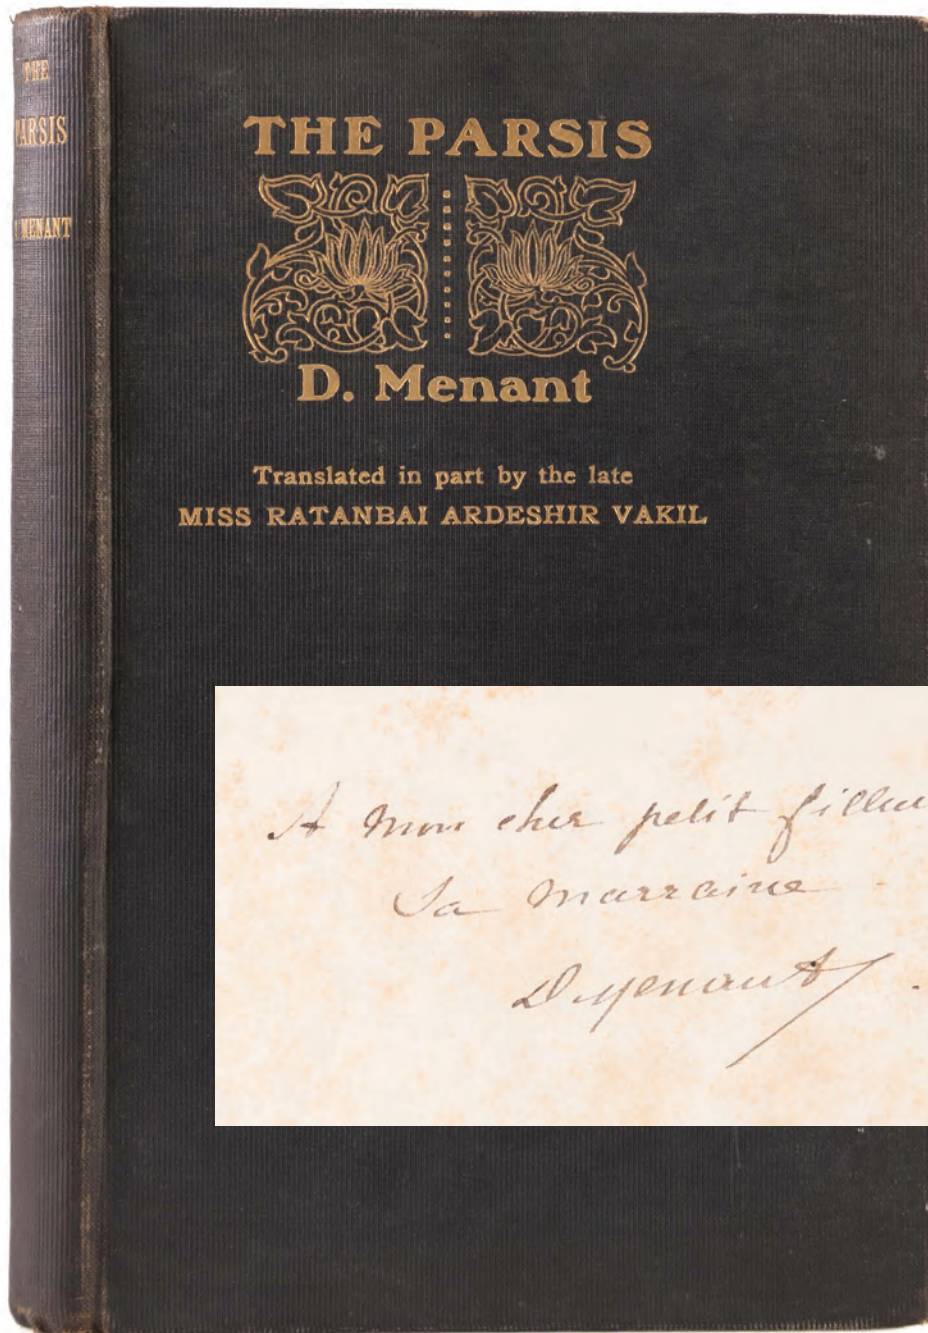 THE
PARSIS
MENANT
THE PARSIS
D. Menant
Translated in part by the late
MISS RATANBAI ARDESHIR VAKIL
A mon cher petit filleu
Sa marraine
D Menant